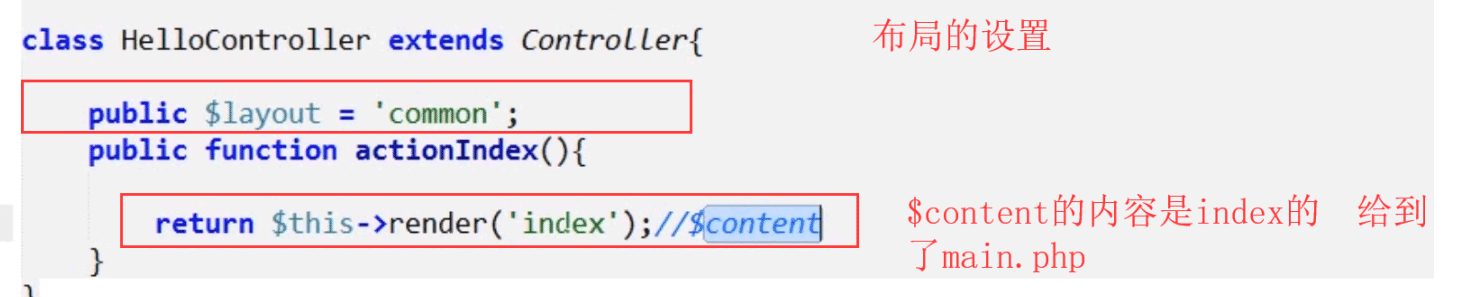 class HelloController extends Controller{ 布局的设置
public $layout = 'common';
public function actionIndex(){
return $this->render('index');//$content
$content的内容是index的 给到
了main.php
}
}